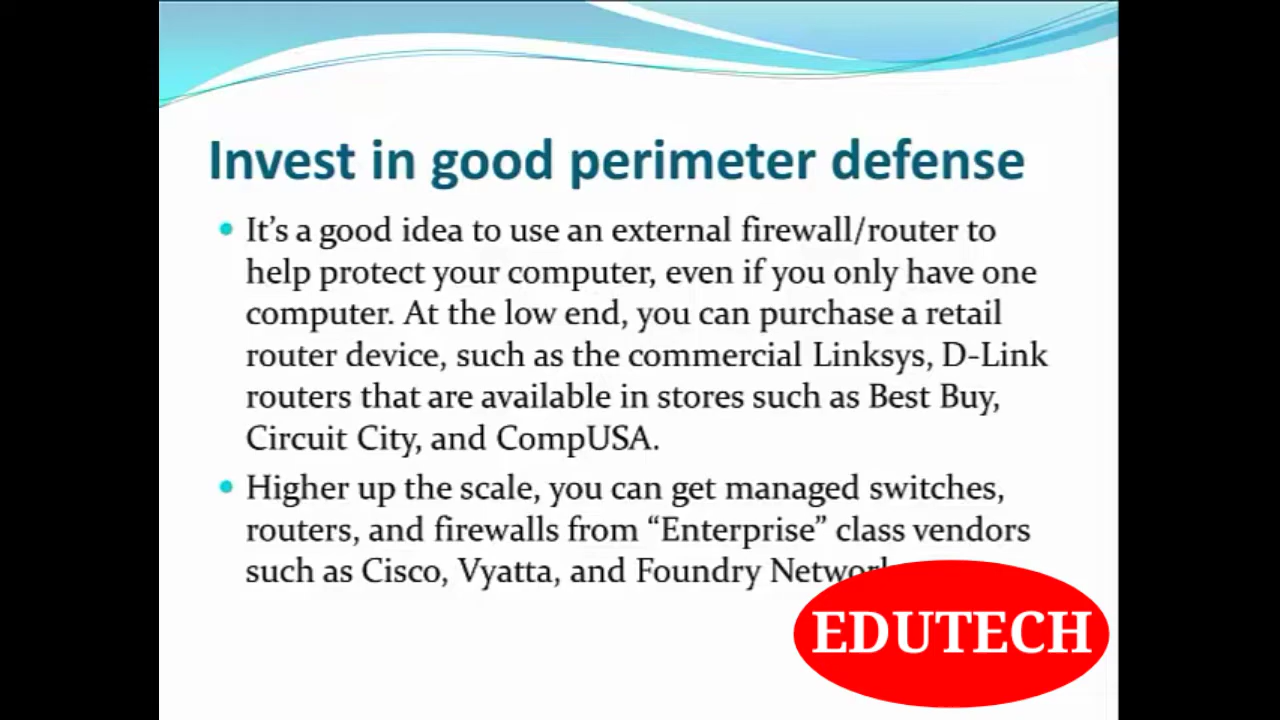 Invest in good perimeter defense
It’s a good idea to use an external firewall/router to
help protect your computer, even if you only have one
computer. At the low end, you can purchase a retail
router device, such as the commercial Linksys, D-Link
routers that are available in stores such as Best Buy,
Circuit City, and CompUSA.
Higher up the scale, you can get managed switches,
routers, and firewalls from “Enterprise” class vendors
such as Cisco, Vyatta, and Foundry
EDUTECH